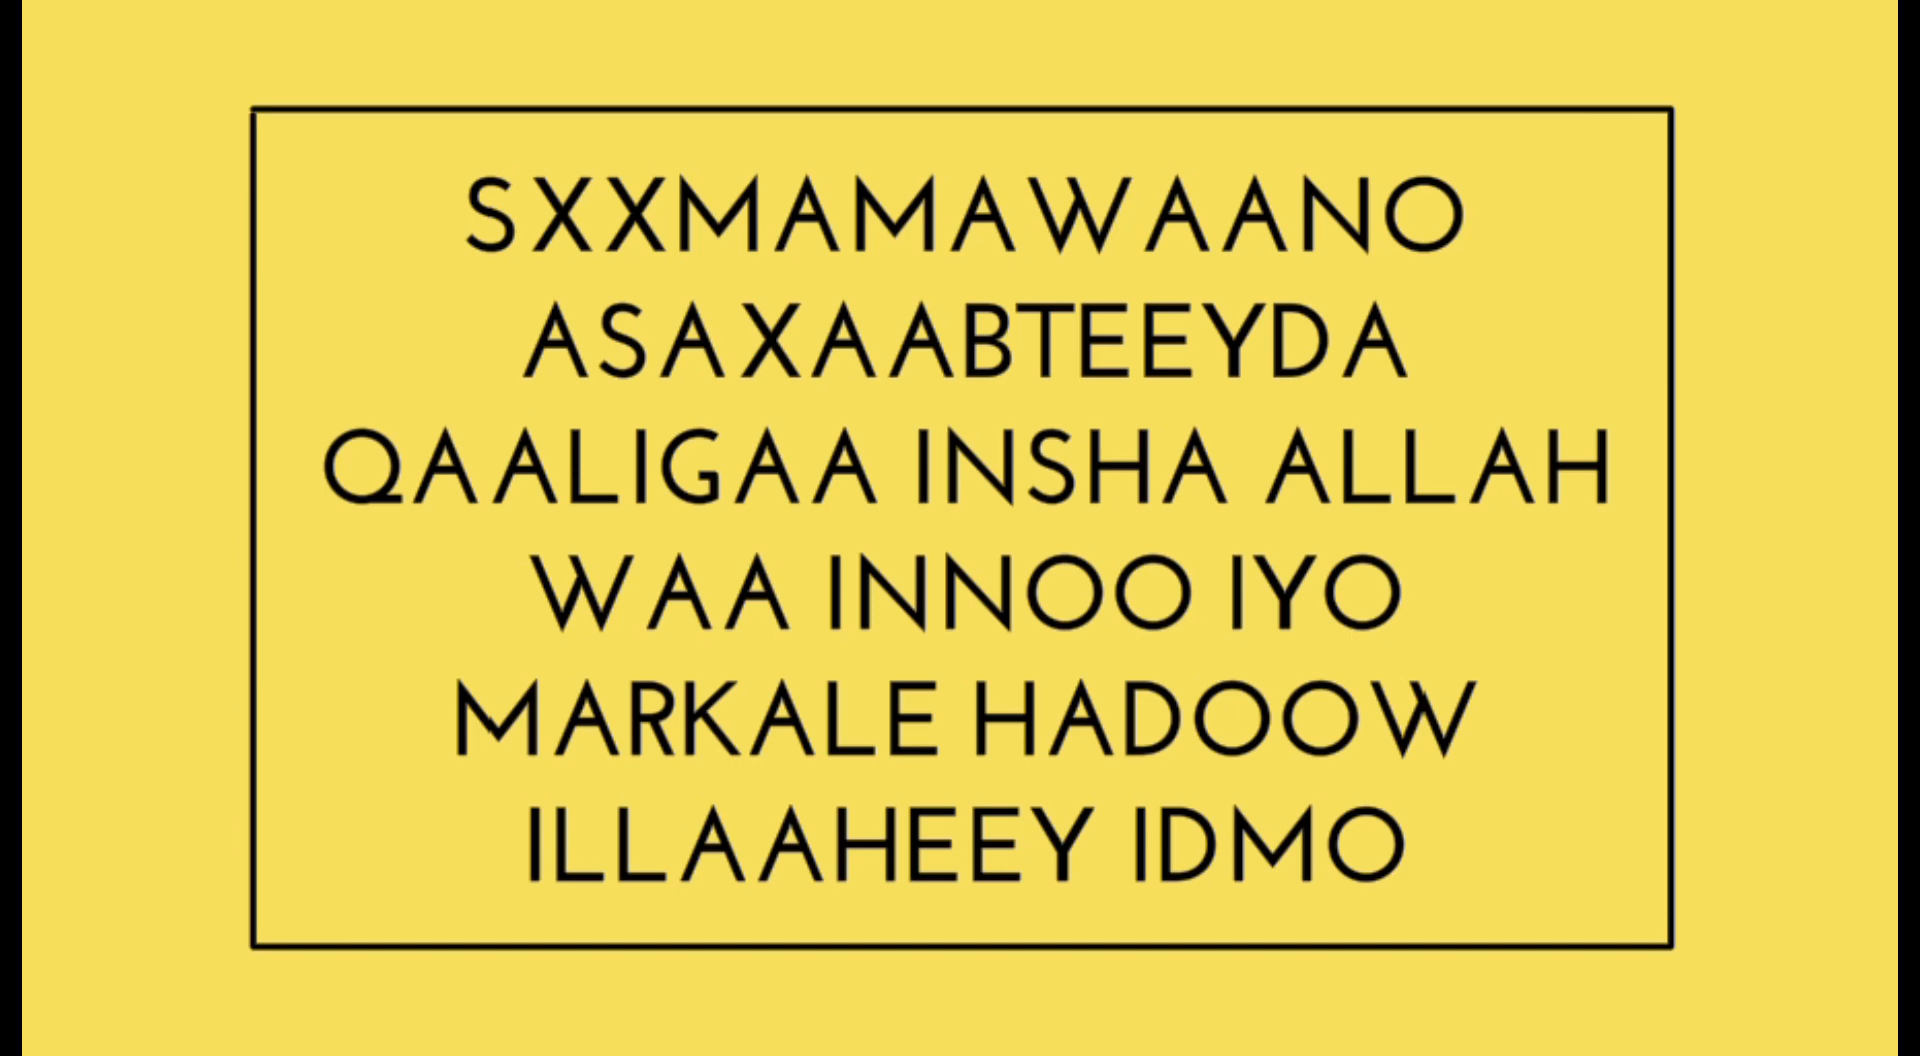 SXXMAMAWAANO
ASAXAABTEEYDA
QAALIGAA INSHA ALLAH
WAA INNOO IYO
MARKALE HADOOW
ILLAAHEEY IDMO